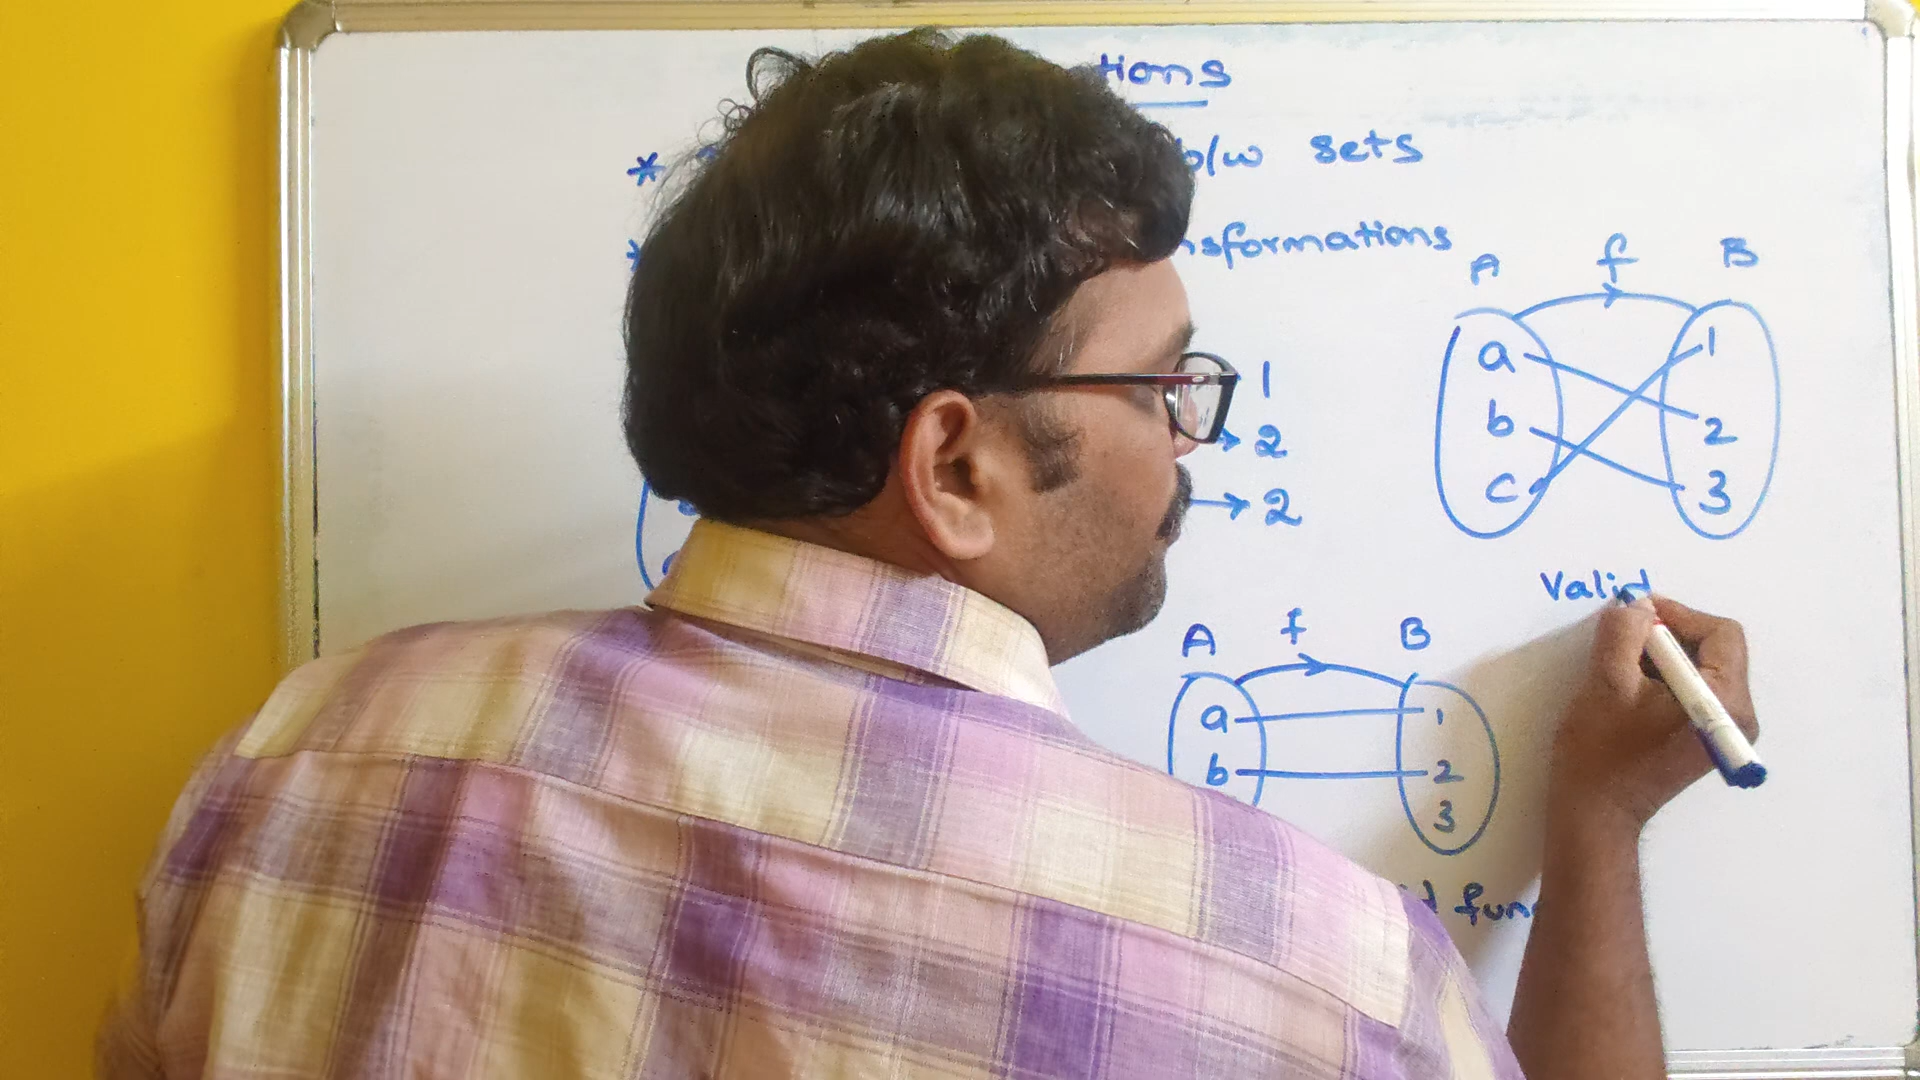 tions
* b/w sets
* nsformations
A f B
a 1
b 2
c 3
1
→ 2
→ 2
Valid
A f B
a 1
b 2
3
d fun